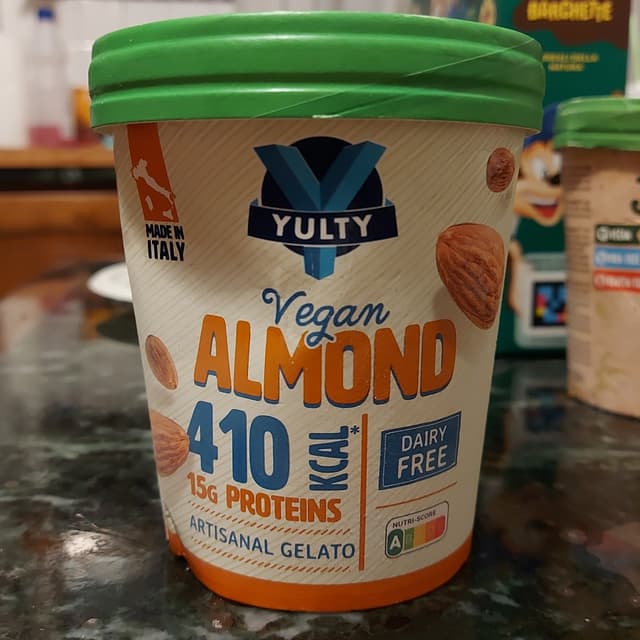 BARCHETTE
MADE IN
ITALY
YULTY
Vegan
ALMOND
410 KCAL*
15G PROTEINS
ARTISANAL GELATO
DAIRY
FREE
NUTRI-SCORE
A